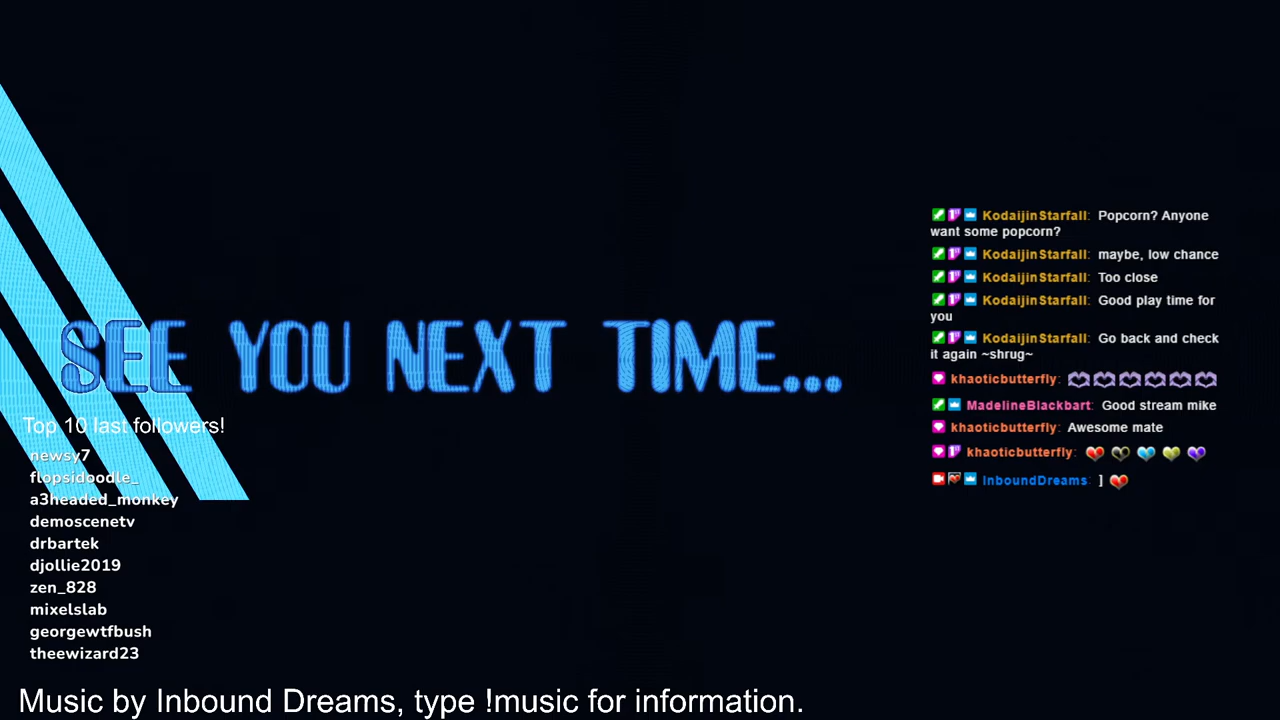 SEE YOU NEXT TIME...
Top 10 last followers!
newsy7
flopsidoodle_
a3headed_monkey
demoscenetv
drbartek
djollie2019
zen_828
mixelslab
georgewtfbush
theewizard23
Music by Inbound Dreams, type !music for information.
KodaijinStarfall: Popcorn? Anyone
want some popcorn?
KodaijinStarfall: maybe, low chance
KodaijinStarfall: Too close
KodaijinStarfall: Good play time for
you
KodaijinStarfall: Go back and check
it again ~shrug~
khaoticbutterfly:
MadelineBlackbart: Good stream mike
khaoticbutterfly: Awesome mate
khaoticbutterfly:
InboundDreams: ]